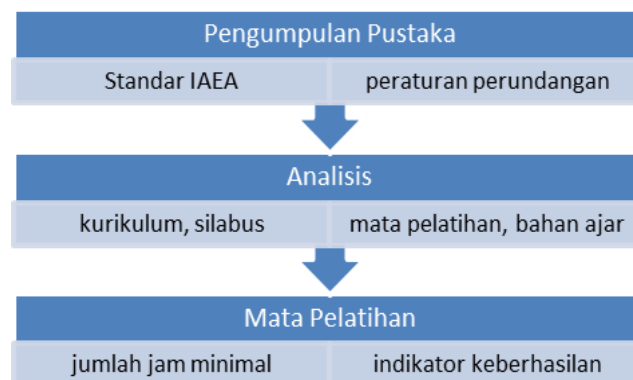 Pengumpulan Pustaka
Standar IAEA
peraturan perundangan
Analisis
kurikulum, silabus
mata pelatihan, bahan ajar
Mata Pelatihan
jumlah jam minimal
indikator keberhasilan